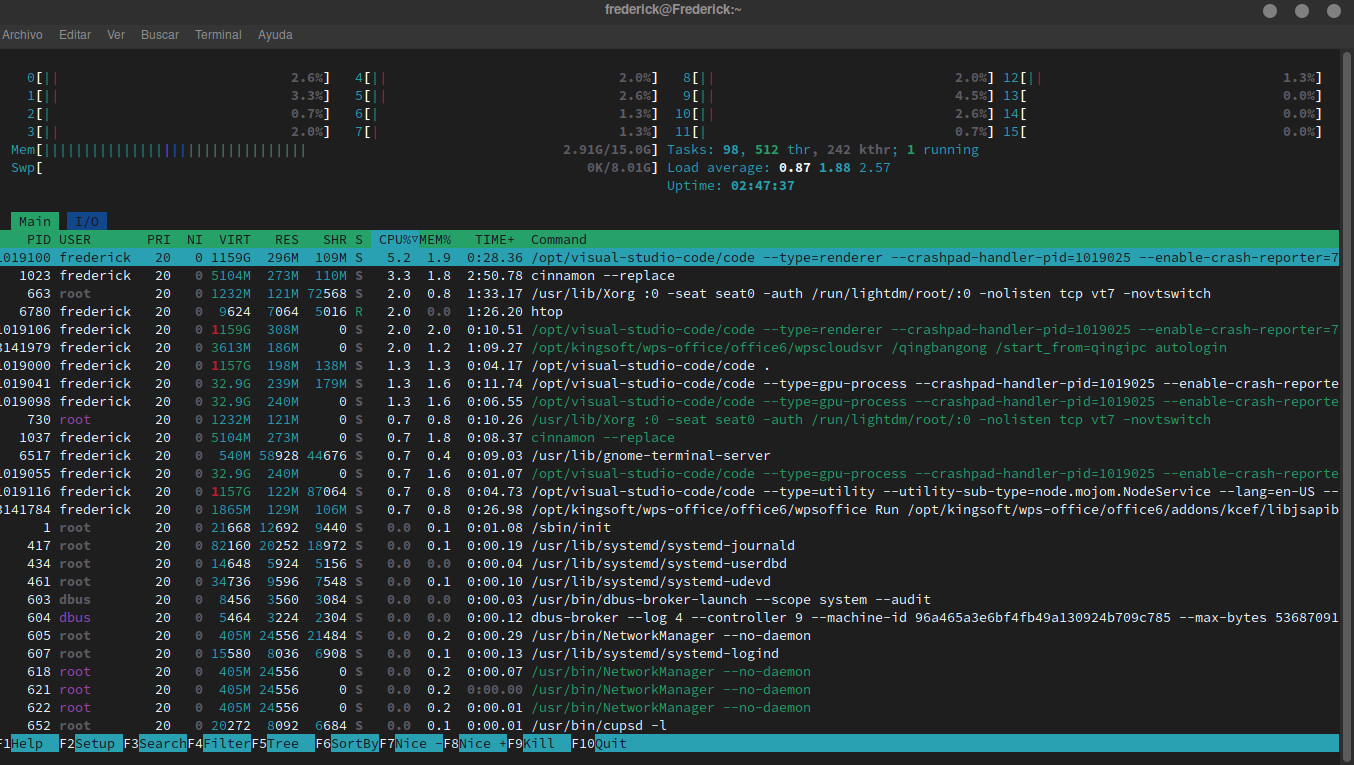 frederick@Frederick:~
Archivo Editar Ver Buscar Terminal Ayuda
0[|| 2.6%] 4[|| 2.0%] 8[|| 2.0%] 12[|| 1.3%]
1[|| 3.3%] 5[|| 2.6%] 9[|| 4.5%] 13[ 0.0%]
2[| 0.7%] 6[| 1.3%] 10[|| 2.6%] 14[ 0.0%]
3[|| 2.0%] 7[| 1.3%] 11[| 0.7%] 15[ 0.0%]
Mem[||||||||||||||||||||||||||||||||| 2.91G/15.0G] Tasks: 98, 512 thr, 242 kthr; 1 running
Swp[ 0K/8.01G] Load average: 0.87 1.88 2.57
Uptime: 02:47:37
Main I/O
PID USER PRI NI VIRT RES SHR S CPU%▽MEM% TIME+ Command
1019100 frederick 20 0 1159G 296M 109M S 5.2 1.9 0:28.36 /opt/visual-studio-code/code --type=renderer --crashpad-handler-pid=1019025 --enable-crash-reporter=7
1023 frederick 20 0 5104M 273M 110M S 3.3 1.8 2:50.78 cinnamon --replace
663 root 20 0 1232M 121M 72568 S 2.0 0.8 1:33.17 /usr/lib/Xorg :0 -seat seat0 -auth /run/lightdm/root/:0 -nolisten tcp vt7 -novtswitch
6780 frederick 20 0 9624 7064 5016 R 2.0 0.0 1:26.20 htop
1019106 frederick 20 0 1159G 308M 0 S 2.0 2.0 0:10.51 /opt/visual-studio-code/code --type=renderer --crashpad-handler-pid=1019025 --enable-crash-reporter=7
3141979 frederick 20 0 3613M 186M 0 S 2.0 1.2 1:09.27 /opt/kingsoft/wps-office/office6/wpscloudsvr /qingbangong /start_from=qingipc autologin
1019000 frederick 20 0 1157G 198M 138M S 1.3 1.3 0:04.17 /opt/visual-studio-code/code .
1019041 frederick 20 0 32.9G 239M 179M S 1.3 1.6 0:11.74 /opt/visual-studio-code/code --type=gpu-process --crashpad-handler-pid=1019025 --enable-crash-reporte
1019098 frederick 20 0 32.9G 240M 0 S 1.3 1.6 0:06.55 /opt/visual-studio-code/code --type=gpu-process --crashpad-handler-pid=1019025 --enable-crash-reporte
730 root 20 0 1232M 121M 0 S 0.7 0.8 0:10.26 /usr/lib/Xorg :0 -seat seat0 -auth /run/lightdm/root/:0 -nolisten tcp vt7 -novtswitch
1037 frederick 20 0 5104M 273M 0 S 0.7 1.8 0:08.37 cinnamon --replace
6517 frederick 20 0 540M 58928 44676 S 0.7 0.4 0:09.03 /usr/lib/gnome-terminal-server
1019055 frederick 20 0 32.9G 240M 0 S 0.7 1.6 0:01.07 /opt/visual-studio-code/code --type=gpu-process --crashpad-handler-pid=1019025 --enable-crash-reporte
1019116 frederick 20 0 1157G 122M 87064 S 0.7 0.8 0:04.73 /opt/visual-studio-code/code --type=utility --utility-sub-type=node.mojom.NodeService --lang=en-US --
3141784 frederick 20 0 1865M 129M 106M S 0.7 0.8 0:26.98 /opt/kingsoft/wps-office/office6/wpsoffice Run /opt/kingsoft/wps-office/office6/addons/kcef/libjsapib
1 root 20 0 21668 12692 9440 S 0.0 0.1 0:01.08 /sbin/init
417 root 20 0 82160 20252 18972 S 0.0 0.1 0:00.19 /usr/lib/systemd/systemd-journald
434 root 20 0 14648 5924 5156 S 0.0 0.0 0:00.04 /usr/lib/systemd/systemd-userdbd
461 root 20 0 34736 9596 7548 S 0.0 0.1 0:00.10 /usr/lib/systemd/systemd-udevd
603 dbus 20 0 8456 3560 3084 S 0.0 0.0 0:00.03 /usr/bin/dbus-broker-launch --scope system --audit
604 dbus 20 0 5464 3224 2304 S 0.0 0.0 0:00.12 dbus-broker --log 4 --controller 9 --machine-id 96a465a3e6bf4fb49a130924b709c785 --max-bytes 53687091
605 root 20 0 405M 24556 21484 S 0.0 0.2 0:00.29 /usr/bin/NetworkManager --no-daemon
607 root 20 0 15580 8036 6908 S 0.0 0.1 0:00.13 /usr/lib/systemd/systemd-logind
618 root 20 0 405M 24556 0 S 0.0 0.2 0:00.07 /usr/bin/NetworkManager --no-daemon
621 root 20 0 405M 24556 0 S 0.0 0.2 0:00.00 /usr/bin/NetworkManager --no-daemon
622 root 20 0 405M 24556 0 S 0.0 0.2 0:00.01 /usr/bin/NetworkManager --no-daemon
652 root 20 0 20272 8092 6684 S 0.0 0.1 0:00.01 /usr/bin/cupsd -l
F1Help F2Setup F3SearchF4FilterF5Tree F6SortByF7Nice -F8Nice +F9Kill F10Quit